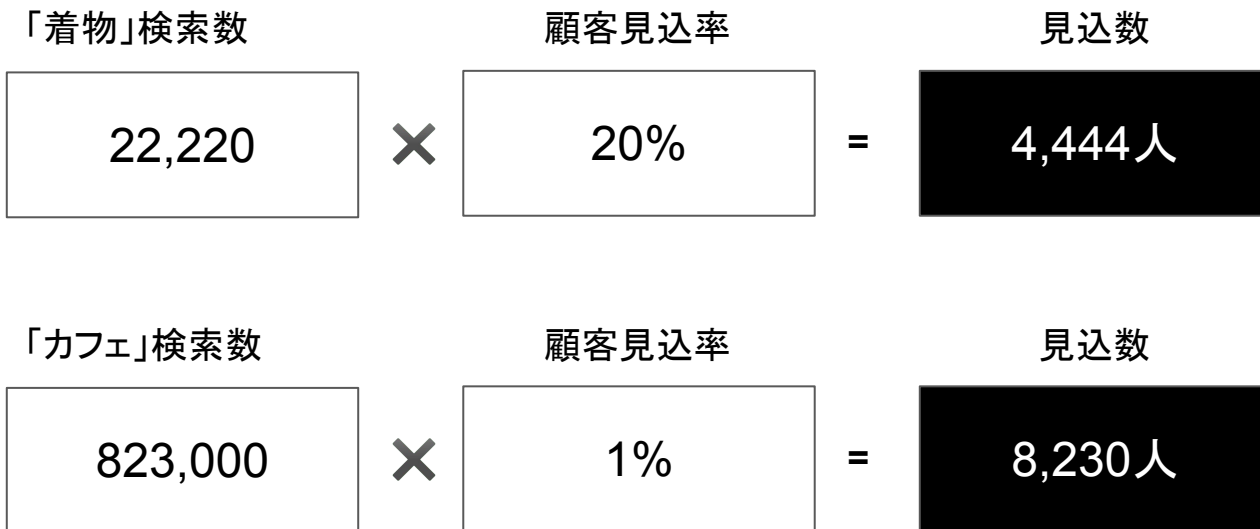 「着物」検索数 顧客見込率 見込数
22,220 × 20% = 4,444人
「カフェ」検索数 顧客見込率 見込数
823,000 × 1% = 8,230人